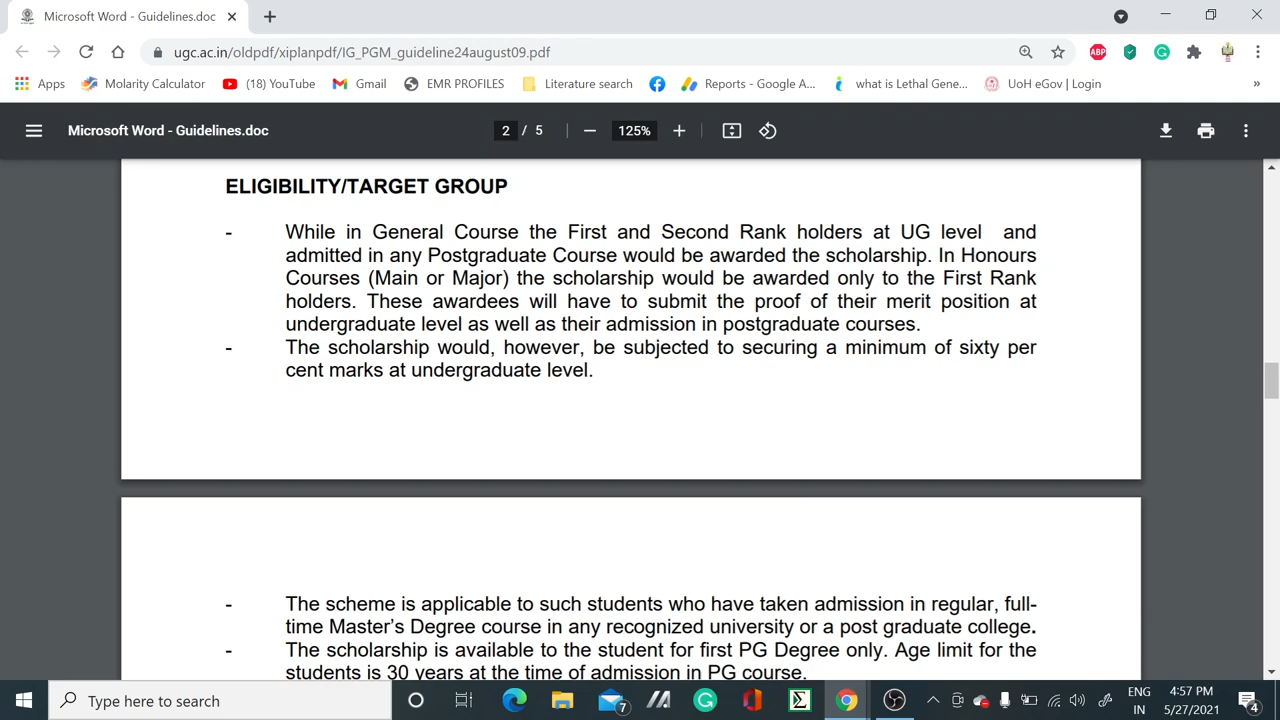 Microsoft Word - Guidelines.doc
ugc.ac.in/oldpdf/xiplanpdf/IG_PGM_guideline24august09.pdf
ABP
Apps Molarity Calculator (18) YouTube Gmail EMR PROFILES Literature search Reports - Google A... what is Lethal Gene... UoH eGov | Login »
Microsoft Word - Guidelines.doc 2 / 5 125%
ELIGIBILITY/TARGET GROUP
- While in General Course the First and Second Rank holders at UG level and
admitted in any Postgraduate Course would be awarded the scholarship. In Honours
Courses (Main or Major) the scholarship would be awarded only to the First Rank
holders. These awardees will have to submit the proof of their merit position at
undergraduate level as well as their admission in postgraduate courses.
- The scholarship would, however, be subjected to securing a minimum of sixty per
cent marks at undergraduate level.
- The scheme is applicable to such students who have taken admission in regular, full-
time Master's Degree course in any recognized university or a post graduate college.
- The scholarship is available to the student for first PG Degree only. Age limit for the
students is 30 years at the time of admission in PG course.
Type here to search 7 ENG 4:57 PM
IN 5/27/2021 4